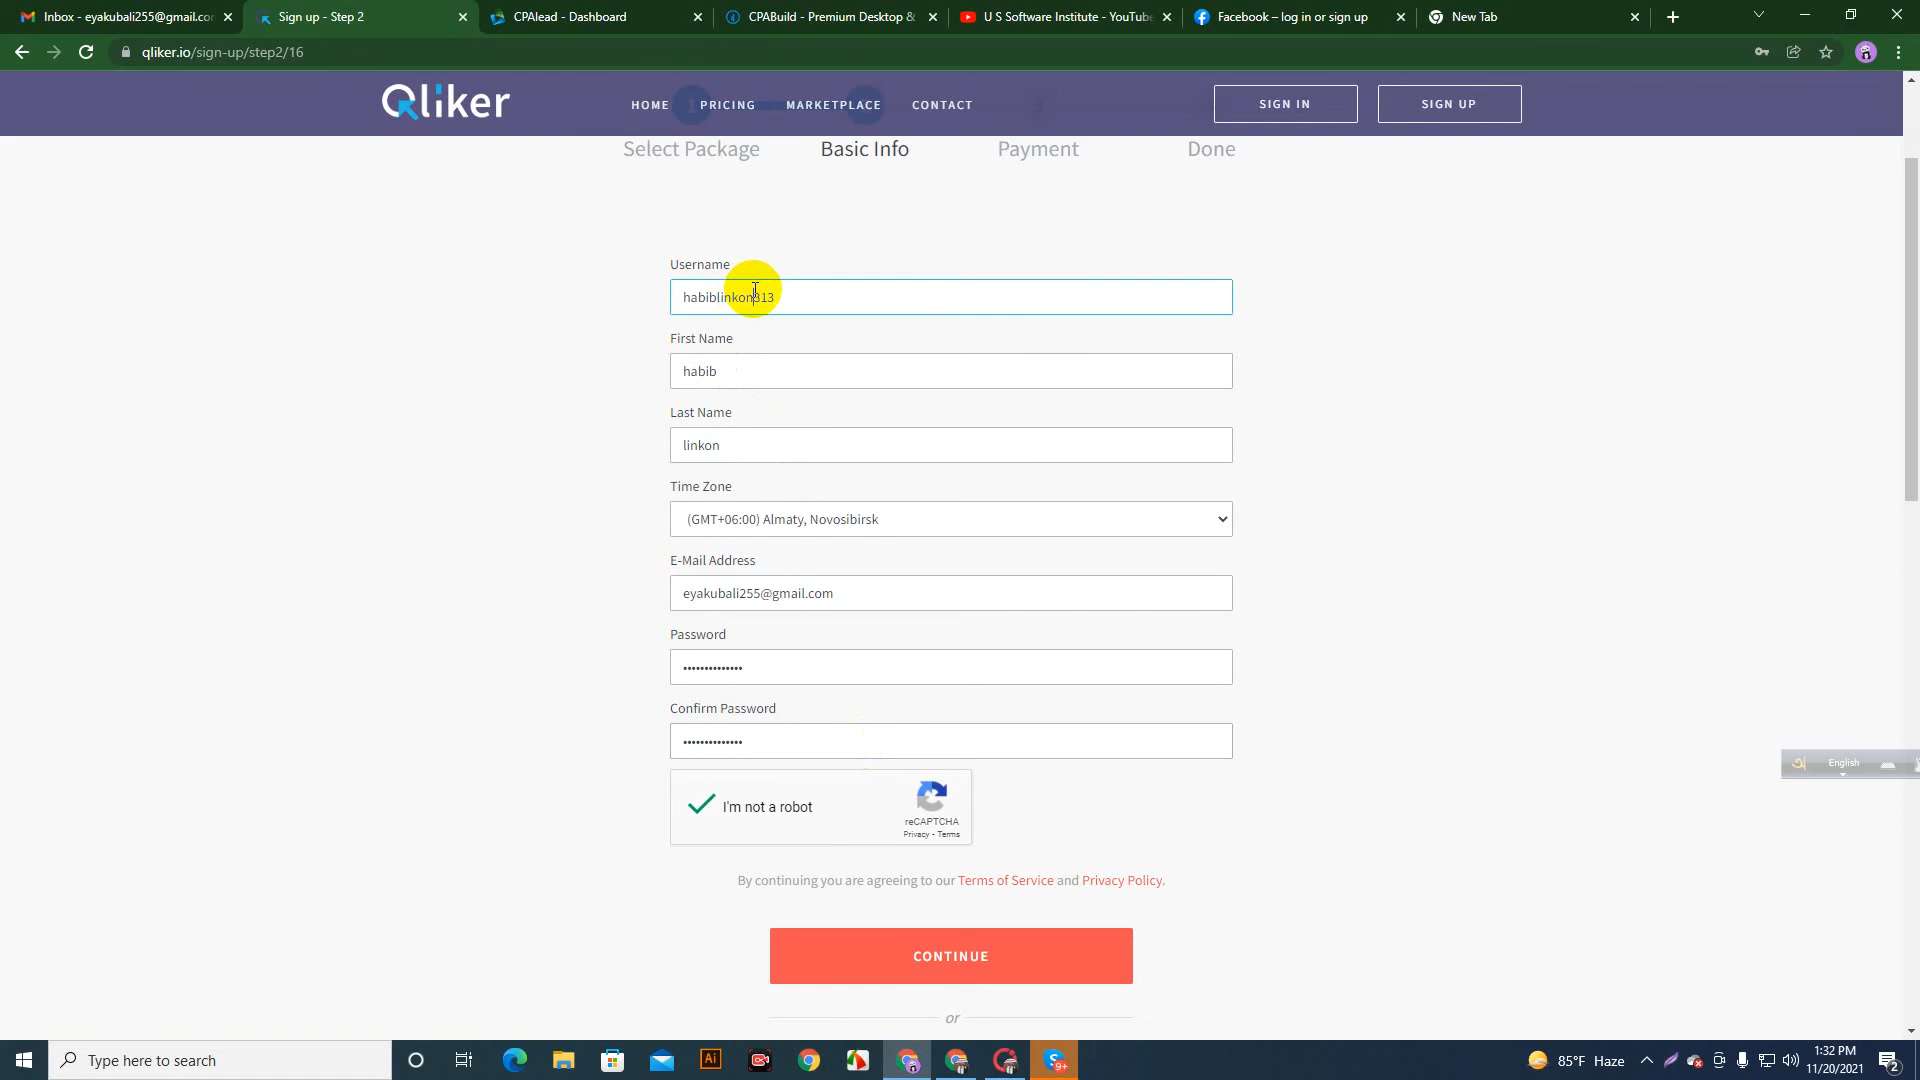 Inbox - eyakubali255@gmail.co
Sign up - Step 2
CPAlead - Dashboard
CPABuild - Premium Desktop &
U S Software Institute - YouTube
Facebook – log in or sign up
New Tab
qliker.io/sign-up/step2/16
Qliker
HOME
PRICING
MARKETPLACE
CONTACT
SIGN IN
SIGN UP
Select Package
Basic Info
Payment
Done
Username
habiblinkon813
First Name
habib
Last Name
linkon
Time Zone
(GMT+06:00) Almaty, Novosibirsk
E-Mail Address
eyakubali255@gmail.com
Password
••••••••••••••
Confirm Password
••••••••••••••
I'm not a robot
reCAPTCHA
Privacy - Terms
English
By continuing you are agreeing to our Terms of Service and Privacy Policy.
CONTINUE
or
Type here to search
Ai
9+
85°F Haze
1:32 PM
11/20/2021
2